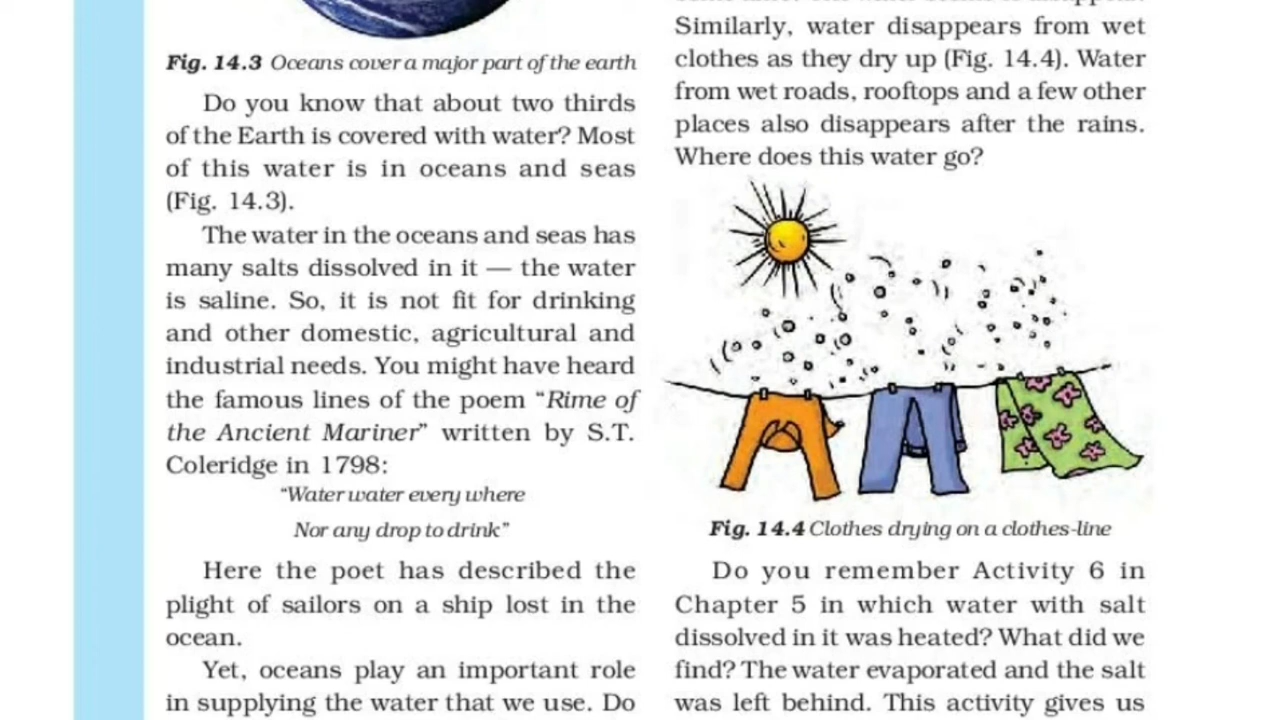 Fig. 14.3 Oceans cover a major part of the earth
Do you know that about two thirds
of the Earth is covered with water? Most
of this water is in oceans and seas
(Fig. 14.3).
The water in the oceans and seas has
many salts dissolved in it — the water
is saline. So, it is not fit for drinking
and other domestic, agricultural and
industrial needs. You might have heard
the famous lines of the poem “Rime of
the Ancient Mariner” written by S.T.
Coleridge in 1798:
“Water water every where
Nor any drop to drink”
Here the poet has described the
plight of sailors on a ship lost in the
ocean.
Yet, oceans play an important role
in supplying the water that we use. Do
Similarly, water disappears from wet
clothes as they dry up (Fig. 14.4). Water
from wet roads, rooftops and a few other
places also disappears after the rains.
Where does this water go?
Fig. 14.4 Clothes drying on a clothes-line
Do you remember Activity 6 in
Chapter 5 in which water with salt
dissolved in it was heated? What did we
find? The water evaporated and the salt
was left behind. This activity gives us